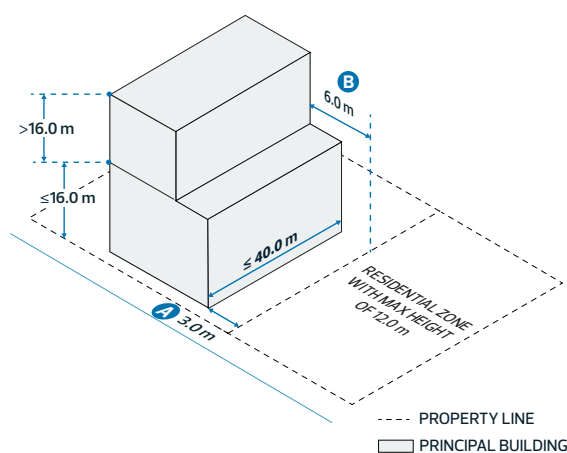 B
6.0 m
>16.0 m
≤16.0 m
≤ 40.0 m
A 3.0 m
RESIDENTIAL ZONE
WITH MAX HEIGHT
OF 12.0 m
PROPERTY LINE
PRINCIPAL BUILDING